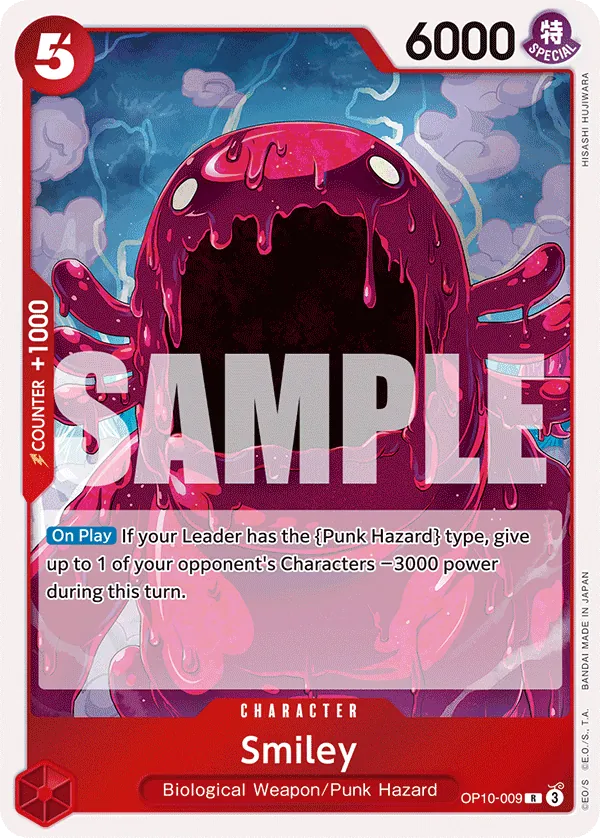 5
6000
特
SPECIAL
HISASHI HUJIWARA
COUNTER +1000
SAMPLE
On Play If your Leader has the {Punk Hazard} type, give
up to 1 of your opponent's Characters −3000 power
during this turn.
CHARACTER
Smiley
Biological Weapon/Punk Hazard
OP10-009 R 3
©E.O/S ©E.O./S., T.A. BANDAI MADE IN JAPAN